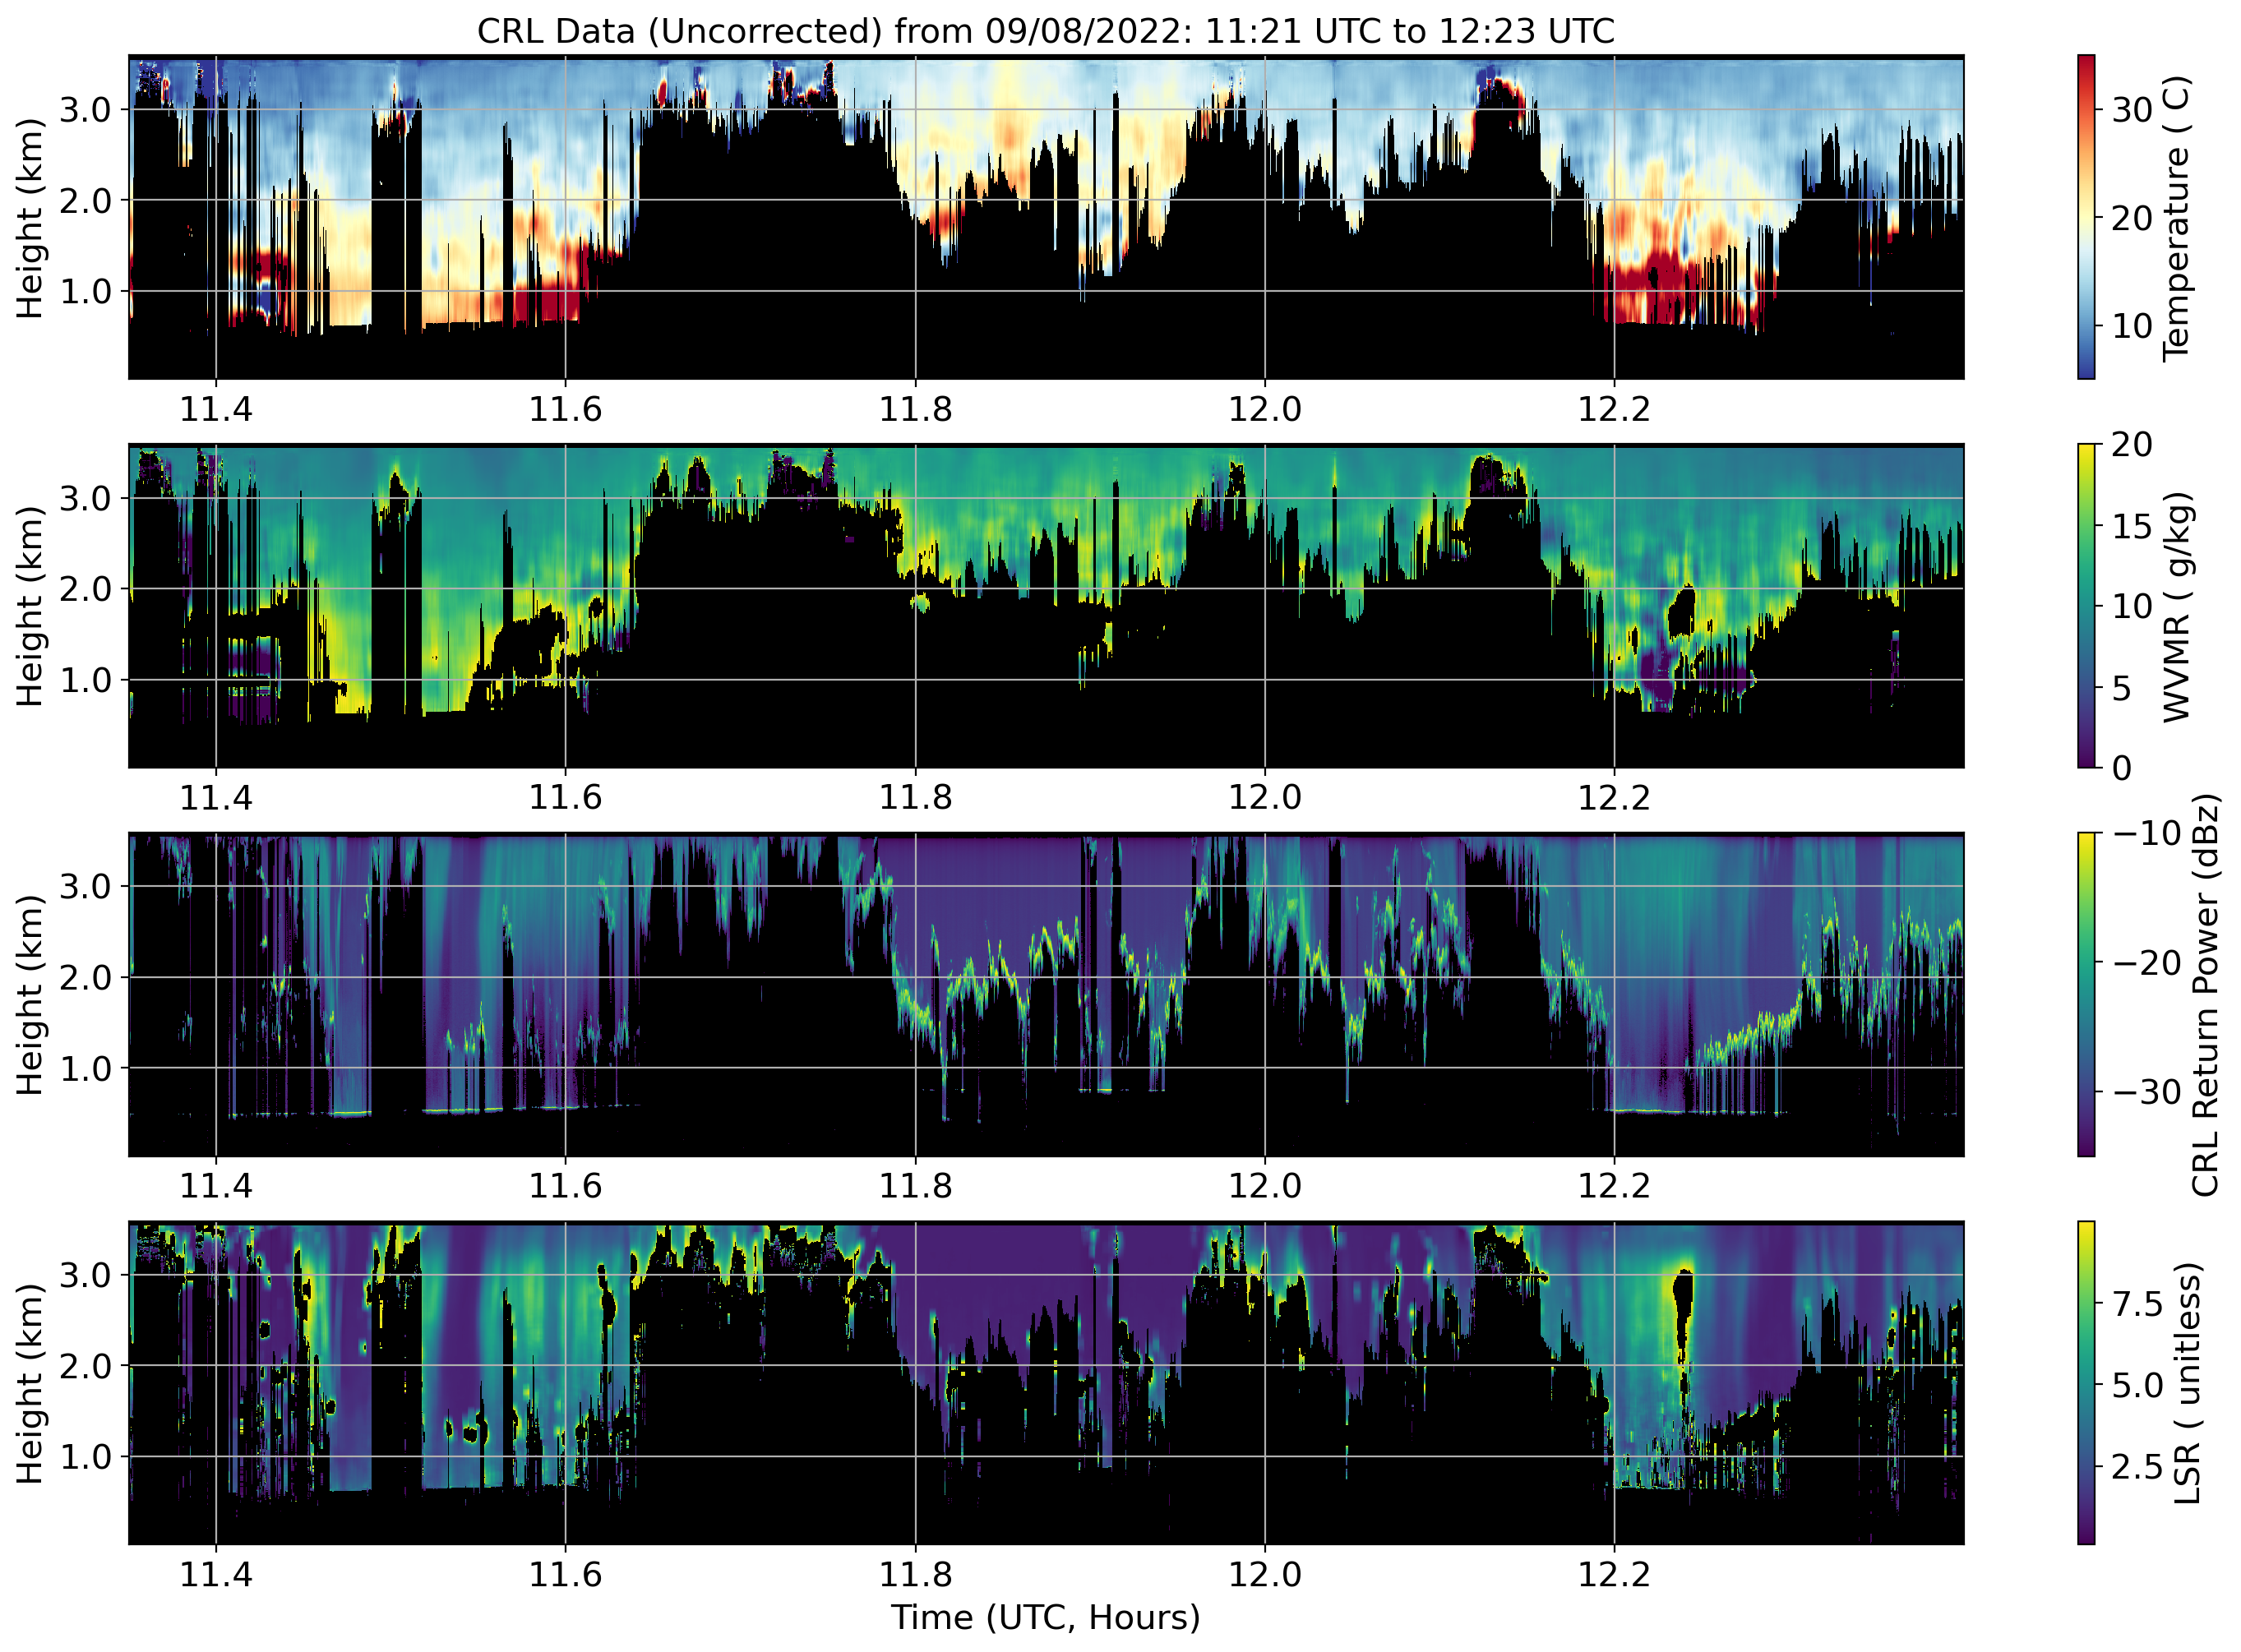 CRL Data (Uncorrected) from 09/08/2022: 11:21 UTC to 12:23 UTC
Height (km)
3.0
2.0
1.0
11.4 11.6 11.8 12.0 12.2
30
20
10
Temperature ( C)
Height (km)
3.0
2.0
1.0
11.4 11.6 11.8 12.0 12.2
20
15
10
5
0
WVMR ( g/kg)
Height (km)
3.0
2.0
1.0
11.4 11.6 11.8 12.0 12.2
−10
−20
−30
CRL Return Power (dBz)
Height (km)
3.0
2.0
1.0
11.4 11.6 11.8 12.0 12.2
7.5
5.0
2.5
LSR ( unitless)
Time (UTC, Hours)